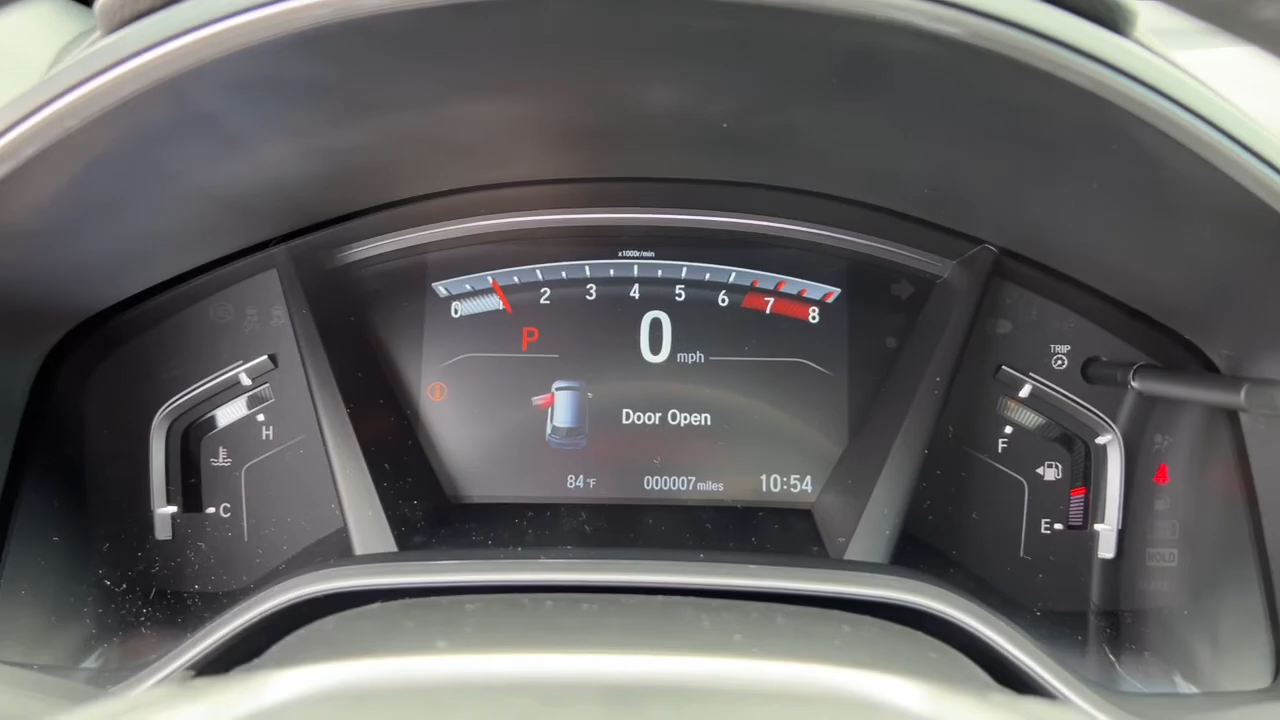 x1000r/min
0 1 2 3 4 5 6 7 8
P
0 mph
TRIP
H
C
Door Open
F
E
84°F
000007 miles
10:54
HOLD